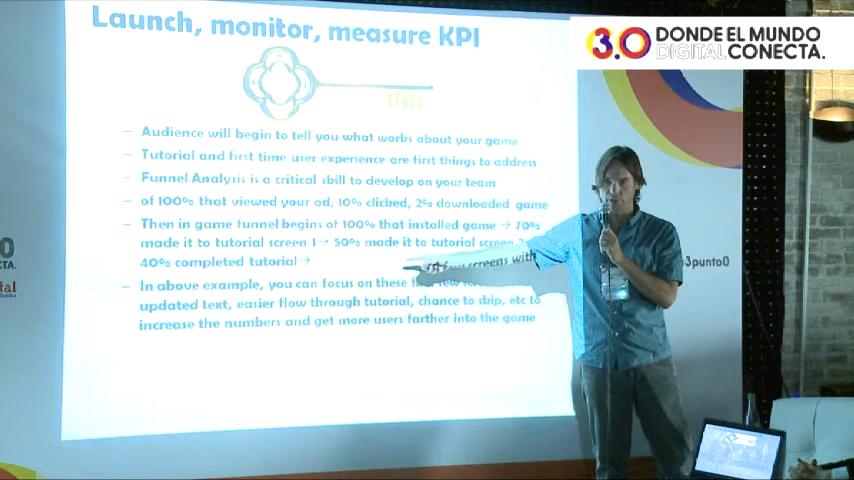 Launch, monitor, measure KPI
3.0 DONDE EL MUNDO
DIGITAL CONECTA.
– Audience will begin to tell you what works about your game
– Tutorial and first time user experience are first things to address
– Funnel Analysis is a critical skill to develop on your team
– of 100% that viewed your ad, 10% clicked, 2% downloaded game
– Then in game funnel begins of 100% that installed game → 70%
made it to tutorial screen 1 → 50% made it to tutorial screen
40% completed tutorial →
screens with
– In above example, you can focus on these
updated text, easier flow through tutorial, chance to skip, etc to
increase the numbers and get more users farther into the game
3punto0
CTA.